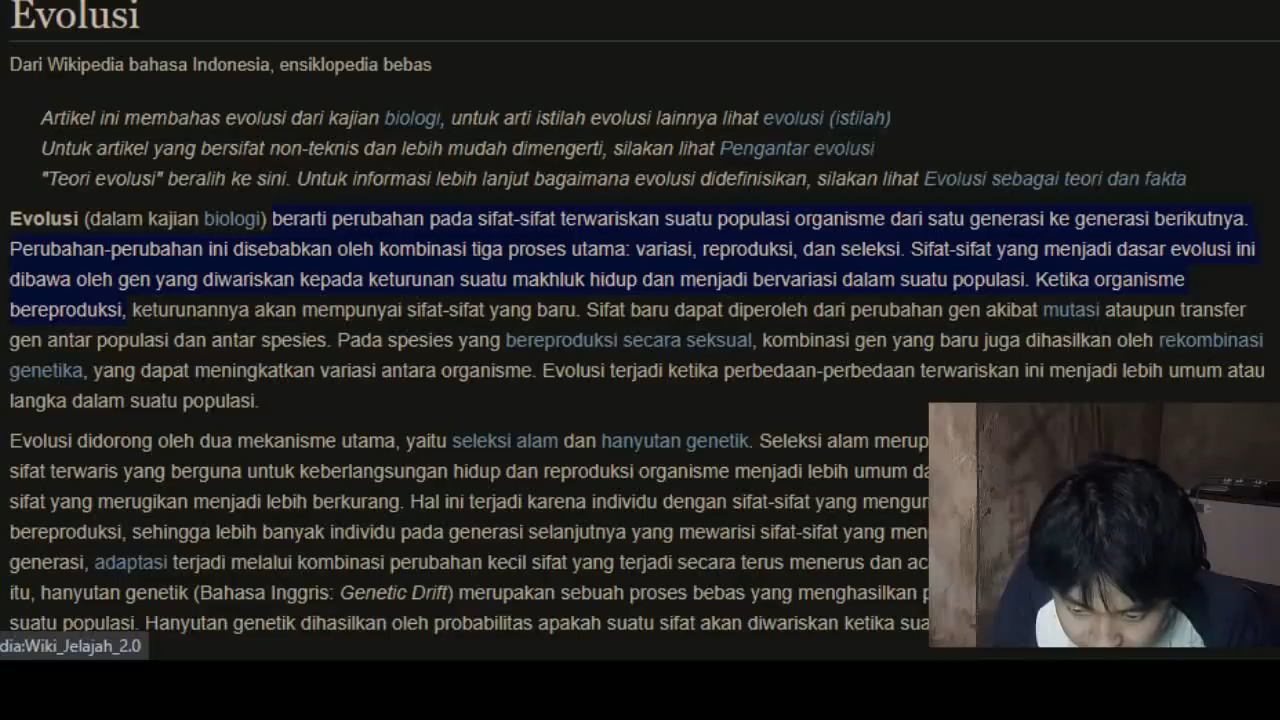 Evolusi
Dari Wikipedia bahasa Indonesia, ensiklopedia bebas
Artikel ini membahas evolusi dari kajian biologi, untuk arti istilah evolusi lainnya lihat evolusi (istilah)
Untuk artikel yang bersifat non-teknis dan lebih mudah dimengerti, silakan lihat Pengantar evolusi
"Teori evolusi" beralih ke sini. Untuk informasi lebih lanjut bagaimana evolusi didefinisikan, silakan lihat Evolusi sebagai teori dan fakta
Evolusi (dalam kajian biologi) berarti perubahan pada sifat-sifat terwariskan suatu populasi organisme dari satu generasi ke generasi berikutnya.
Perubahan-perubahan ini disebabkan oleh kombinasi tiga proses utama: variasi, reproduksi, dan seleksi. Sifat-sifat yang menjadi dasar evolusi ini
dibawa oleh gen yang diwariskan kepada keturunan suatu makhluk hidup dan menjadi bervariasi dalam suatu populasi. Ketika organisme
bereproduksi, keturunannya akan mempunyai sifat-sifat yang baru. Sifat baru dapat diperoleh dari perubahan gen akibat mutasi ataupun transfer
gen antar populasi dan antar spesies. Pada spesies yang bereproduksi secara seksual, kombinasi gen yang baru juga dihasilkan oleh rekombinasi
genetika, yang dapat meningkatkan variasi antara organisme. Evolusi terjadi ketika perbedaan-perbedaan terwariskan ini menjadi lebih umum atau
langka dalam suatu populasi.
Evolusi didorong oleh dua mekanisme utama, yaitu seleksi alam dan hanyutan genetik. Seleksi alam
sifat terwaris yang berguna untuk keberlangsungan hidup dan reproduksi organisme menjadi lebih umum
sifat yang merugikan menjadi lebih berkurang. Hal ini terjadi karena individu dengan sifat-sifat yang
bereproduksi, sehingga lebih banyak individu pada generasi selanjutnya yang mewarisi sifat-sifat yang
generasi, adaptasi terjadi melalui kombinasi perubahan kecil sifat yang terjadi secara terus menerus dan
itu, hanyutan genetik (Bahasa Inggris: Genetic Drift) merupakan sebuah proses bebas yang menghasilkan
suatu populasi. Hanyutan genetik dihasilkan oleh probabilitas apakah suatu sifat akan diwariskan ketika
dia:Wiki_Jelajah_2.0